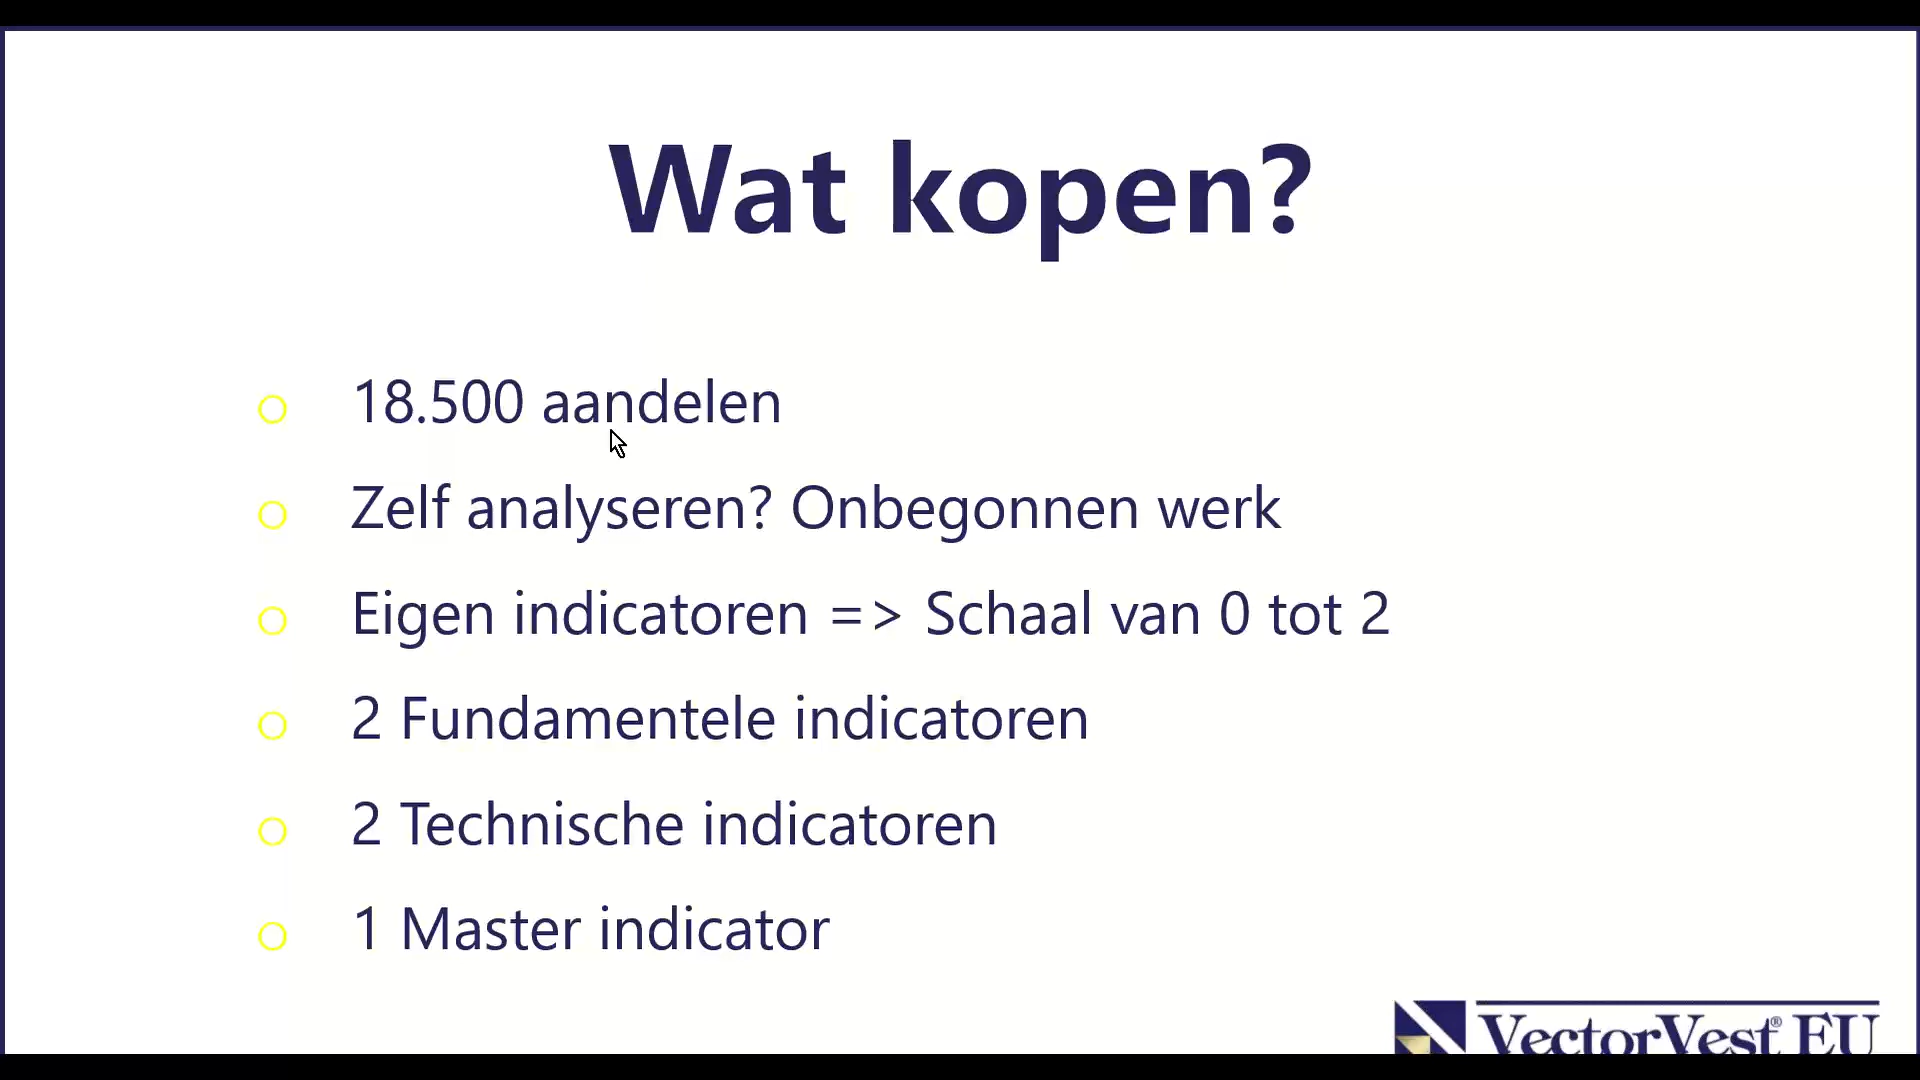 Wat kopen?
18.500 aandelen
Zelf analyseren? Onbegonnen werk
Eigen indicatoren => Schaal van 0 tot 2
2 Fundamentele indicatoren
2 Technische indicatoren
1 Master indicator
VectorVest® EU